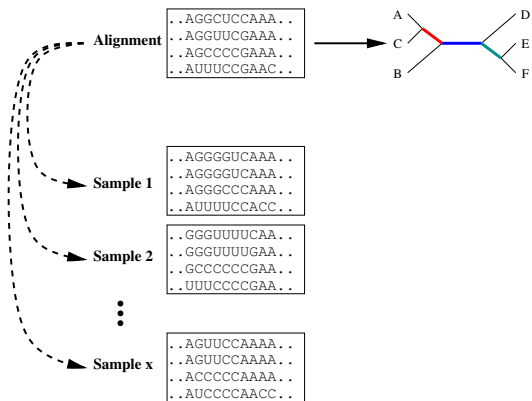 Alignment
..AGGCUCCAAA..
..AGGUUCGAAA..
..AGCCCCGAAA..
..AUUUCCGAAC..
A
C
B
D
E
F
Sample 1
..AGGGGUCAAA..
..AGGGGUCAAA..
..AGGGCCCAAA..
..AUUUUCCACC..
Sample 2
..GGGUUUUCAA..
..GGGUUUUGAA..
..GCCCCCCGAA..
..UUUCCCCGAA..
Sample x
..AGUUCCAAAA..
..AGUUCCAAAA..
..ACCCCCAAAA..
..AUCCCCAACC..